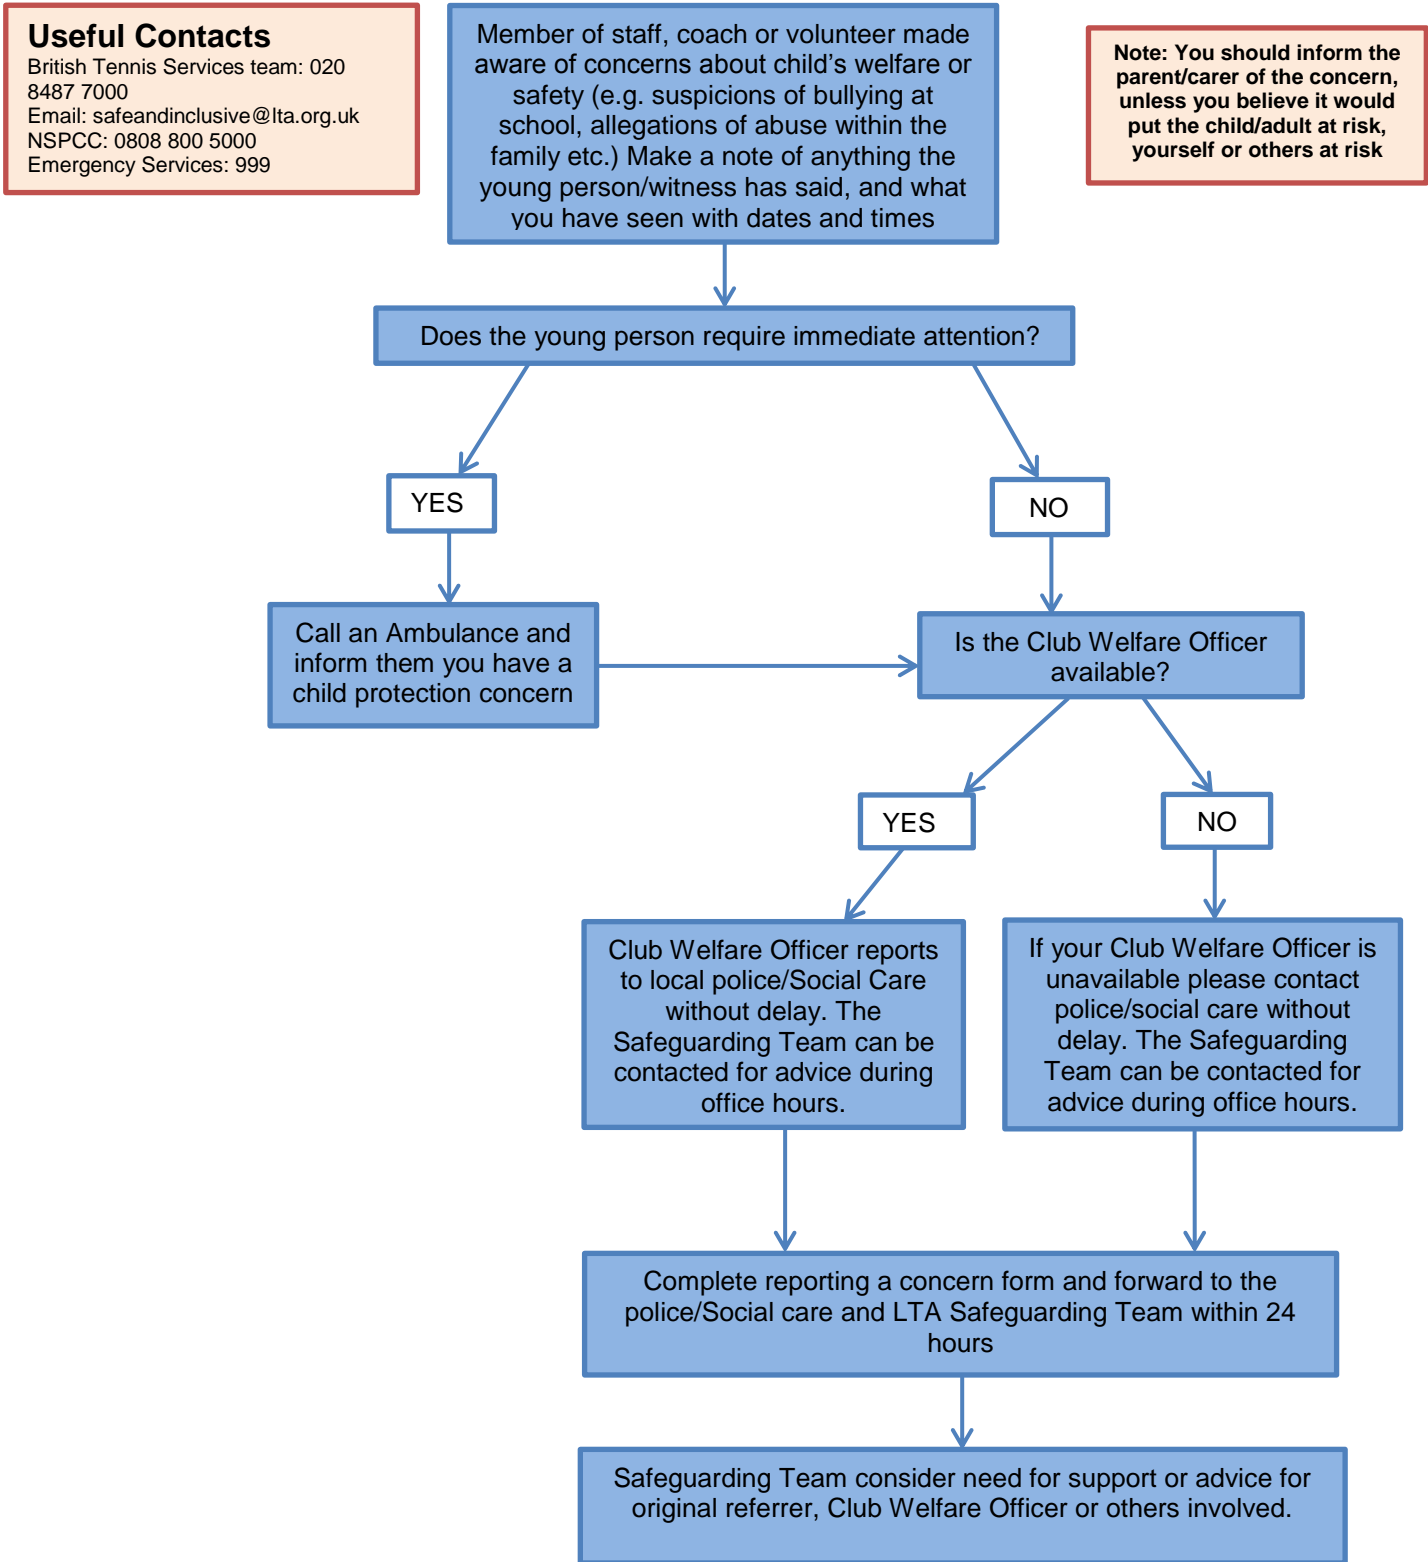 Useful Contacts
British Tennis Services team: 020
8487 7000
Email: safeandinclusive@lta.org.uk
NSPCC: 0808 800 5000
Emergency Services: 999
Member of staff, coach or volunteer made
aware of concerns about child’s welfare or
safety (e.g. suspicions of bullying at
school, allegations of abuse within the
family etc.) Make a note of anything the
young person/witness has said, and what
you have seen with dates and times
Note: You should inform the
parent/carer of the concern,
unless you believe it would
put the child/adult at risk,
yourself or others at risk
Does the young person require immediate attention?
YES
NO
Call an Ambulance and
inform them you have a
child protection concern
Is the Club Welfare Officer
available?
YES
NO
Club Welfare Officer reports
to local police/Social Care
without delay. The
Safeguarding Team can be
contacted for advice during
office hours.
If your Club Welfare Officer is
unavailable please contact
police/social care without
delay. The Safeguarding
Team can be contacted for
advice during office hours.
Complete reporting a concern form and forward to the
police/Social care and LTA Safeguarding Team within 24
hours
Safeguarding Team consider need for support or advice for
original referrer, Club Welfare Officer or others involved.